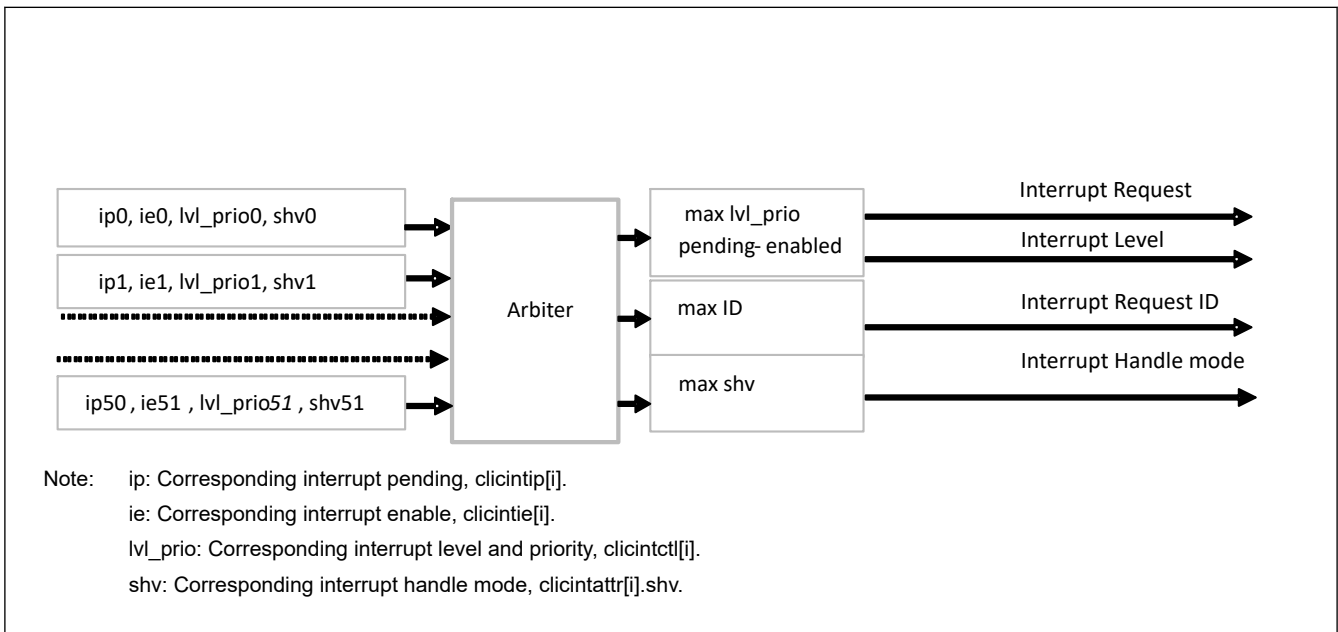 ip0, ie0, lvl_prio0, shv0
ip1, ie1, lvl_prio1, shv1
ip50 , ie51 , lvl_prio51 , shv51
Arbiter
max lvl_prio
pending- enabled
max ID
max shv
Interrupt Request
Interrupt Level
Interrupt Request ID
Interrupt Handle mode
Note: ip: Corresponding interrupt pending, clicintip[i].
ie: Corresponding interrupt enable, clicintie[i].
lvl_prio: Corresponding interrupt level and priority, clicintctl[i].
shv: Corresponding interrupt handle mode, clicintattr[i].shv.